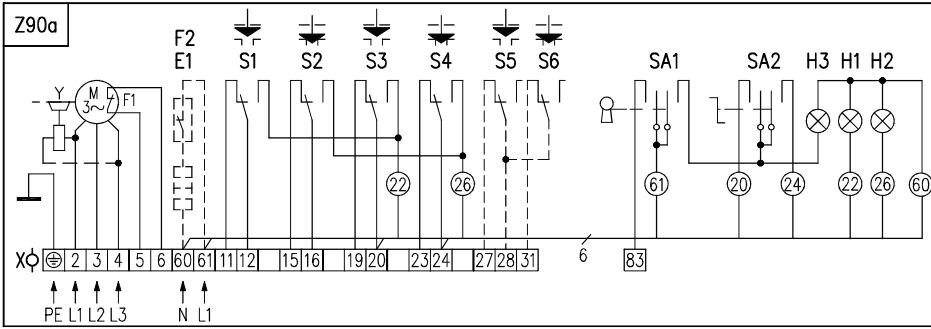 Z90a
F2
E1 S1 S2 S3 S4 S5 S6 SA1 SA2 H3 H1 H2
Y M 3~ F1
22 26 61 20 24 22 26 60
X 2 3 4 5 6 60 61 11 12 15 16 19 20 23 24 27 28 31 6 83
PE L1 L2 L3 N L1